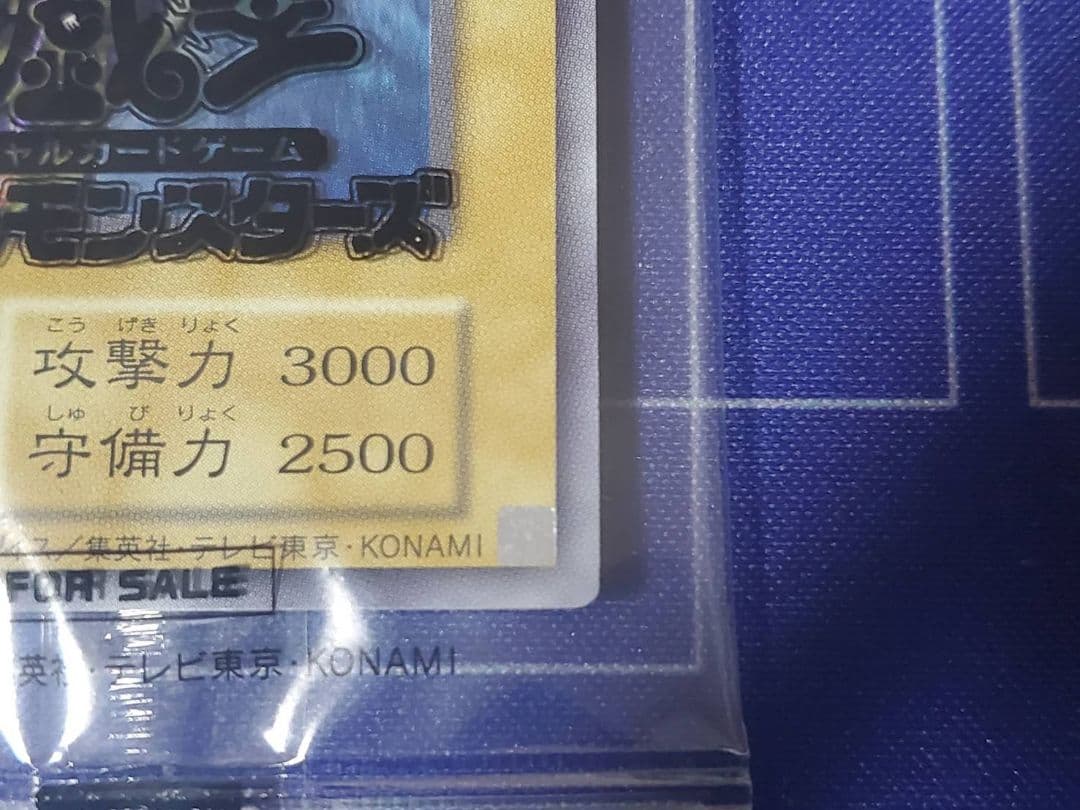 ャルカードゲーム
モンスターズ
こう げき りょく
攻撃力 3000
しゅ び りょく
守備力 2500
イス／集英社・テレビ東京・KONAMI
FOR SALE
英社・テレビ東京・KONAMI